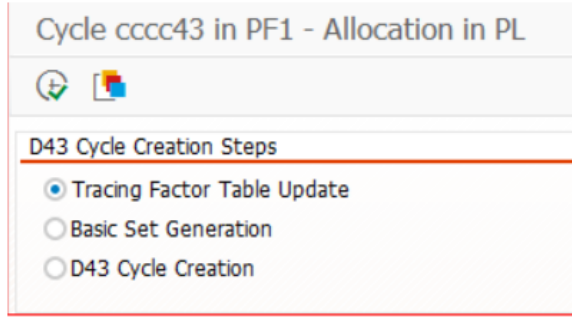 Cycle cccc43 in PF1 - Allocation in PL
D43 Cycle Creation Steps
Tracing Factor Table Update
Basic Set Generation
D43 Cycle Creation